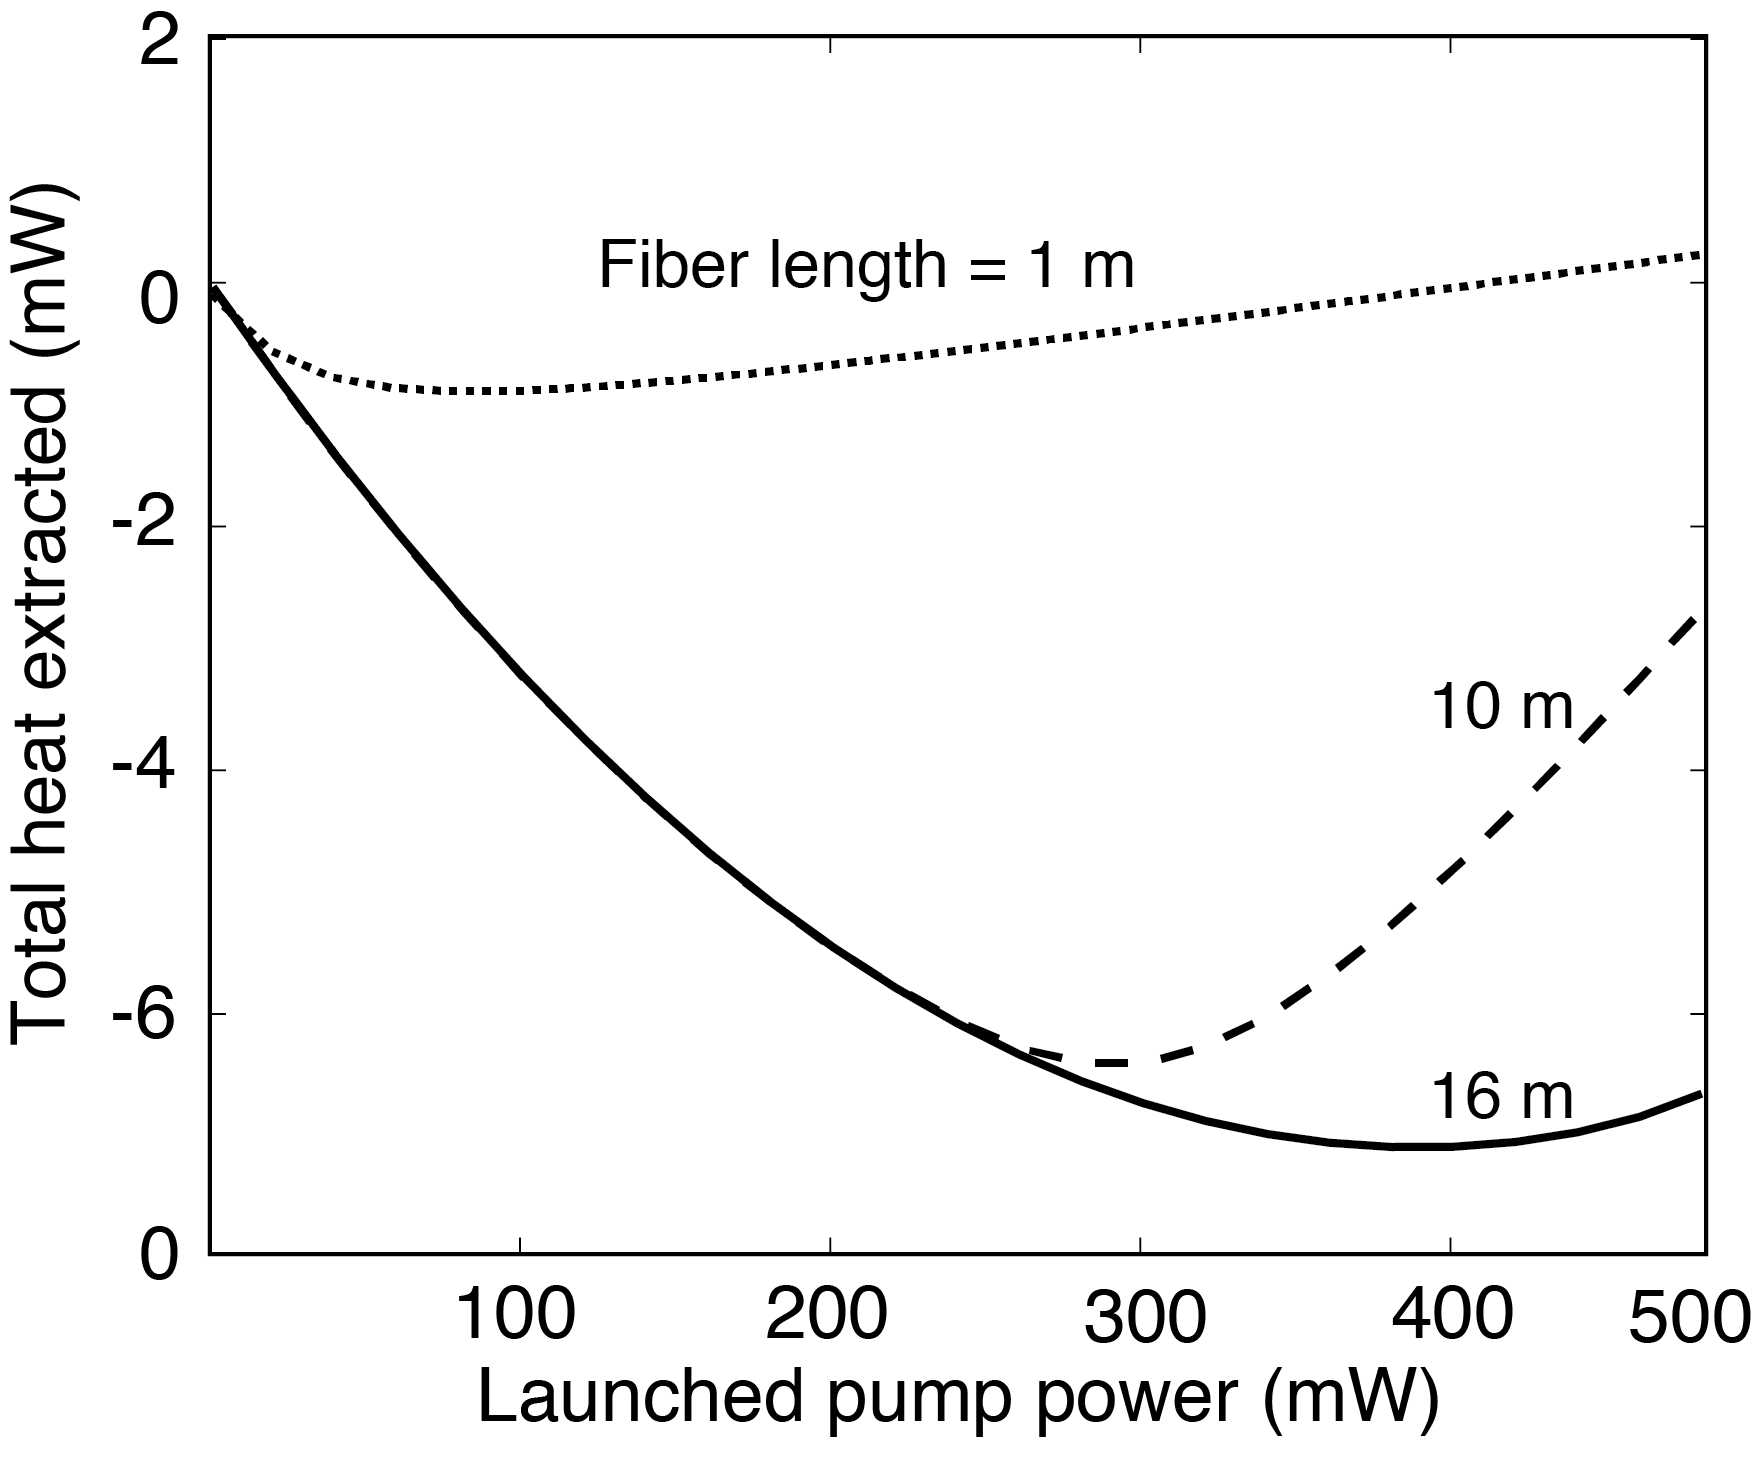 2
Fiber length = 1 m
0
-2
10 m
-4
-6
16 m
0
100 200 300 400 500
Launched pump power (mW)
Total heat extracted (mW)